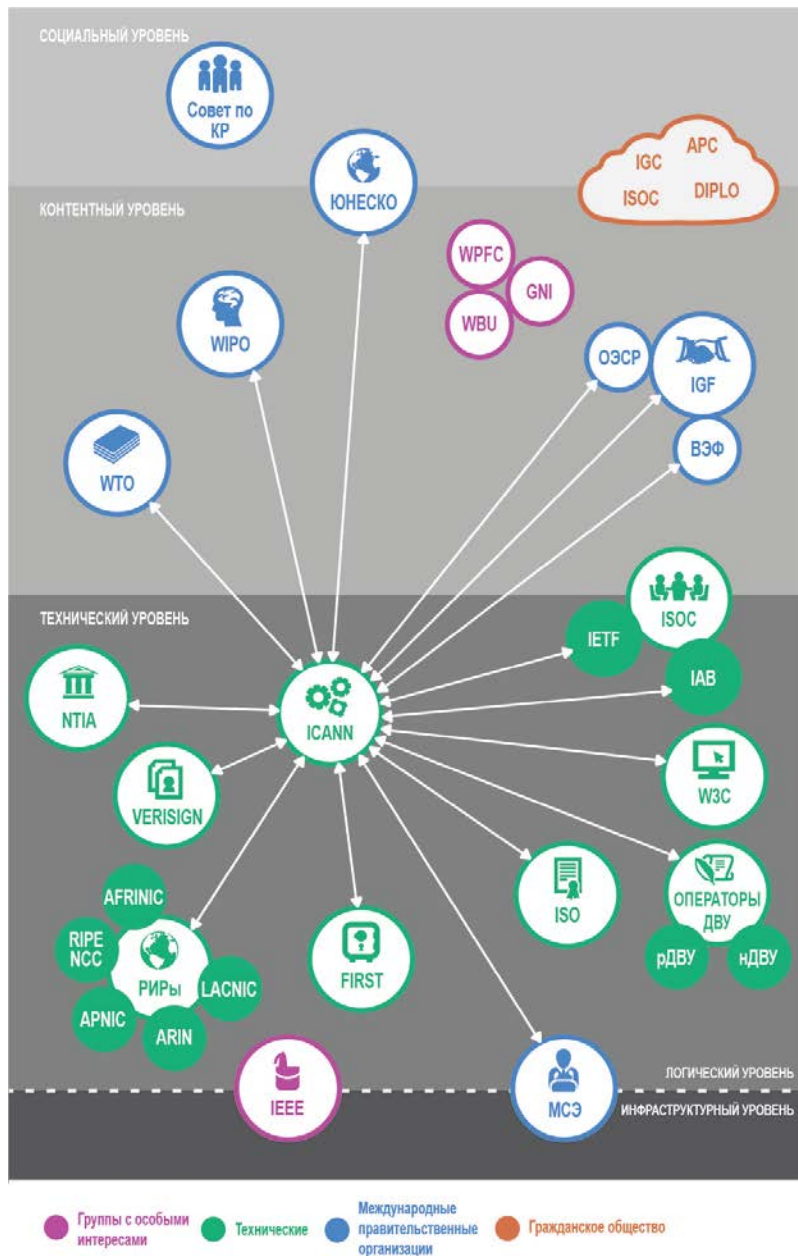 СОЦИАЛЬНЫЙ УРОВЕНЬ
Совет по
КР
ЮНЕСКО
IGC
APC
ISOC
DIPLO
КОНТЕНТНЫЙ УРОВЕНЬ
WPFC
GNI
WBU
WIPO
ОЭСР
IGF
ВЭФ
WTO
ТЕХНИЧЕСКИЙ УРОВЕНЬ
ISOC
IETF
IAB
NTIA
ICANN
W3C
VERISIGN
ISO
ОПЕРАТОРЫ
ДВУ
рДВУ
нДВУ
AFRINIC
RIPE
NCC
РИРы
LACNIC
APNIC
ARIN
FIRST
IEEE
МСЭ
ЛОГИЧЕСКИЙ УРОВЕНЬ
ИНФРАСТРУКТУРНЫЙ УРОВЕНЬ
Группы с особыми
интересами
Технические
Международные
правительственные
организации
Гражданское общество